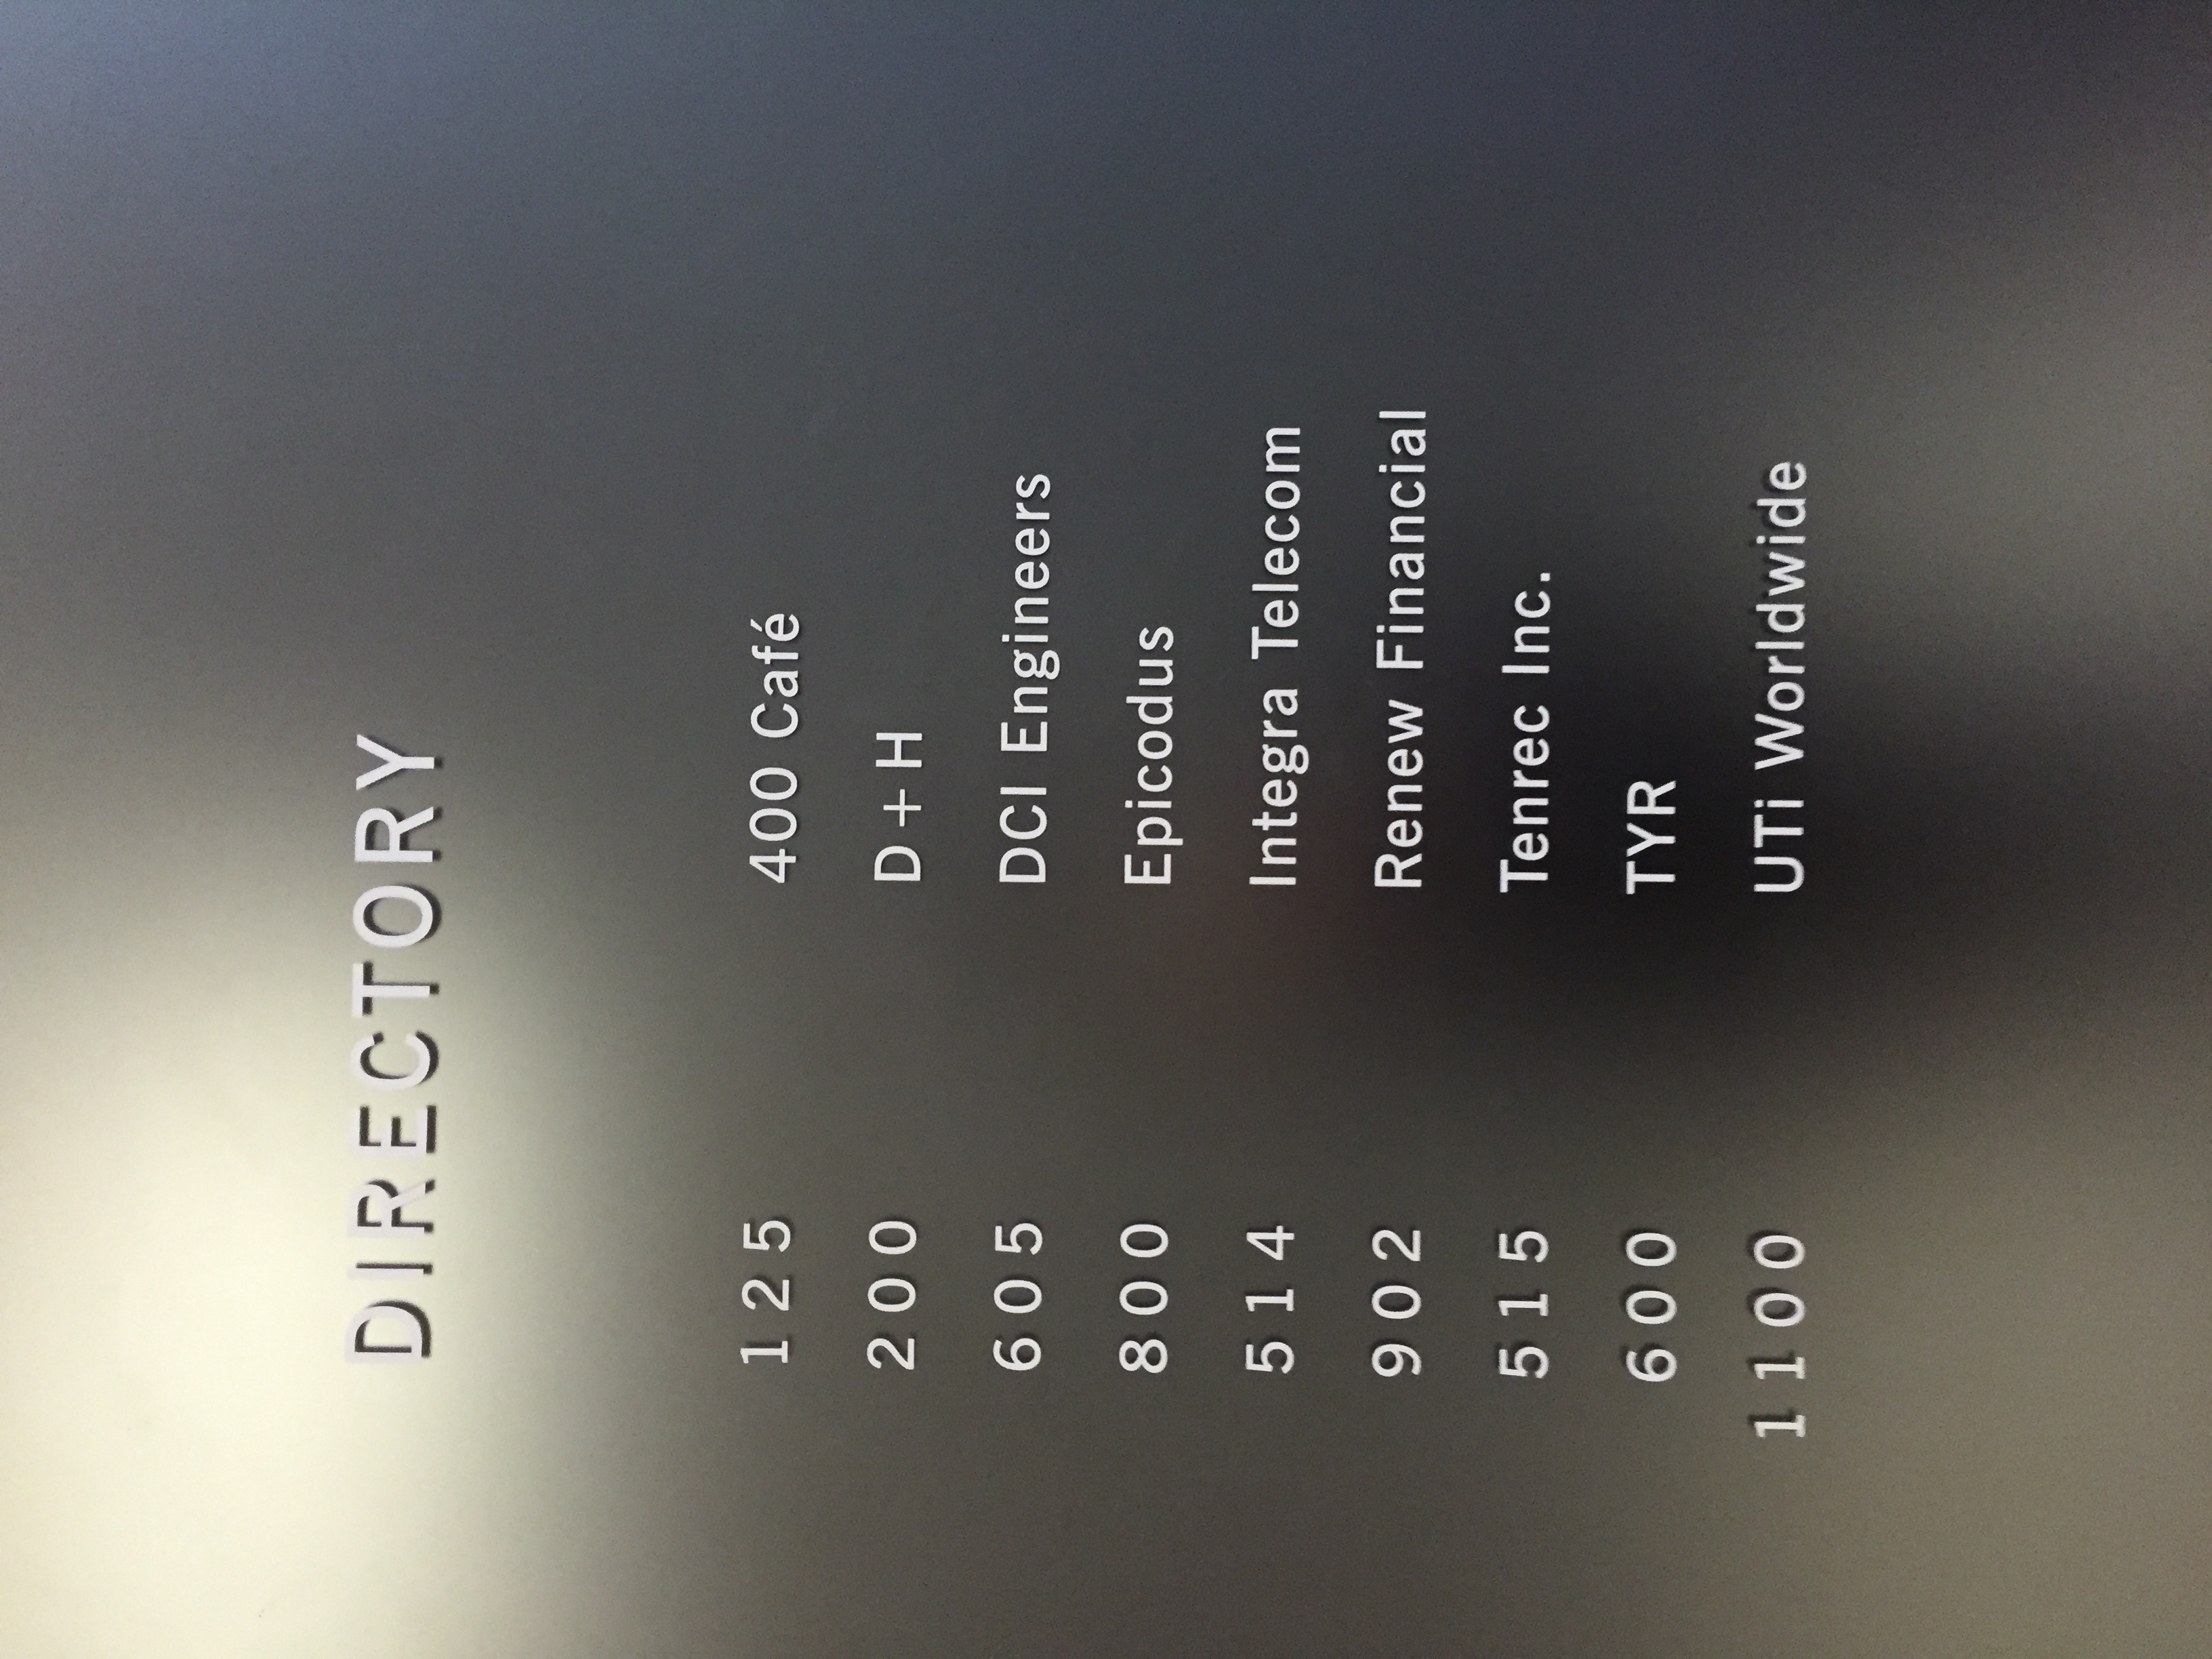 DIRECTORY
125 400 Café
200 D+H
605 DCI Engineers
800 Epicodus
514 Integra Telecom
902 Renew Financial
515 Tenrec Inc.
600 TYR
1100 UTi Worldwide